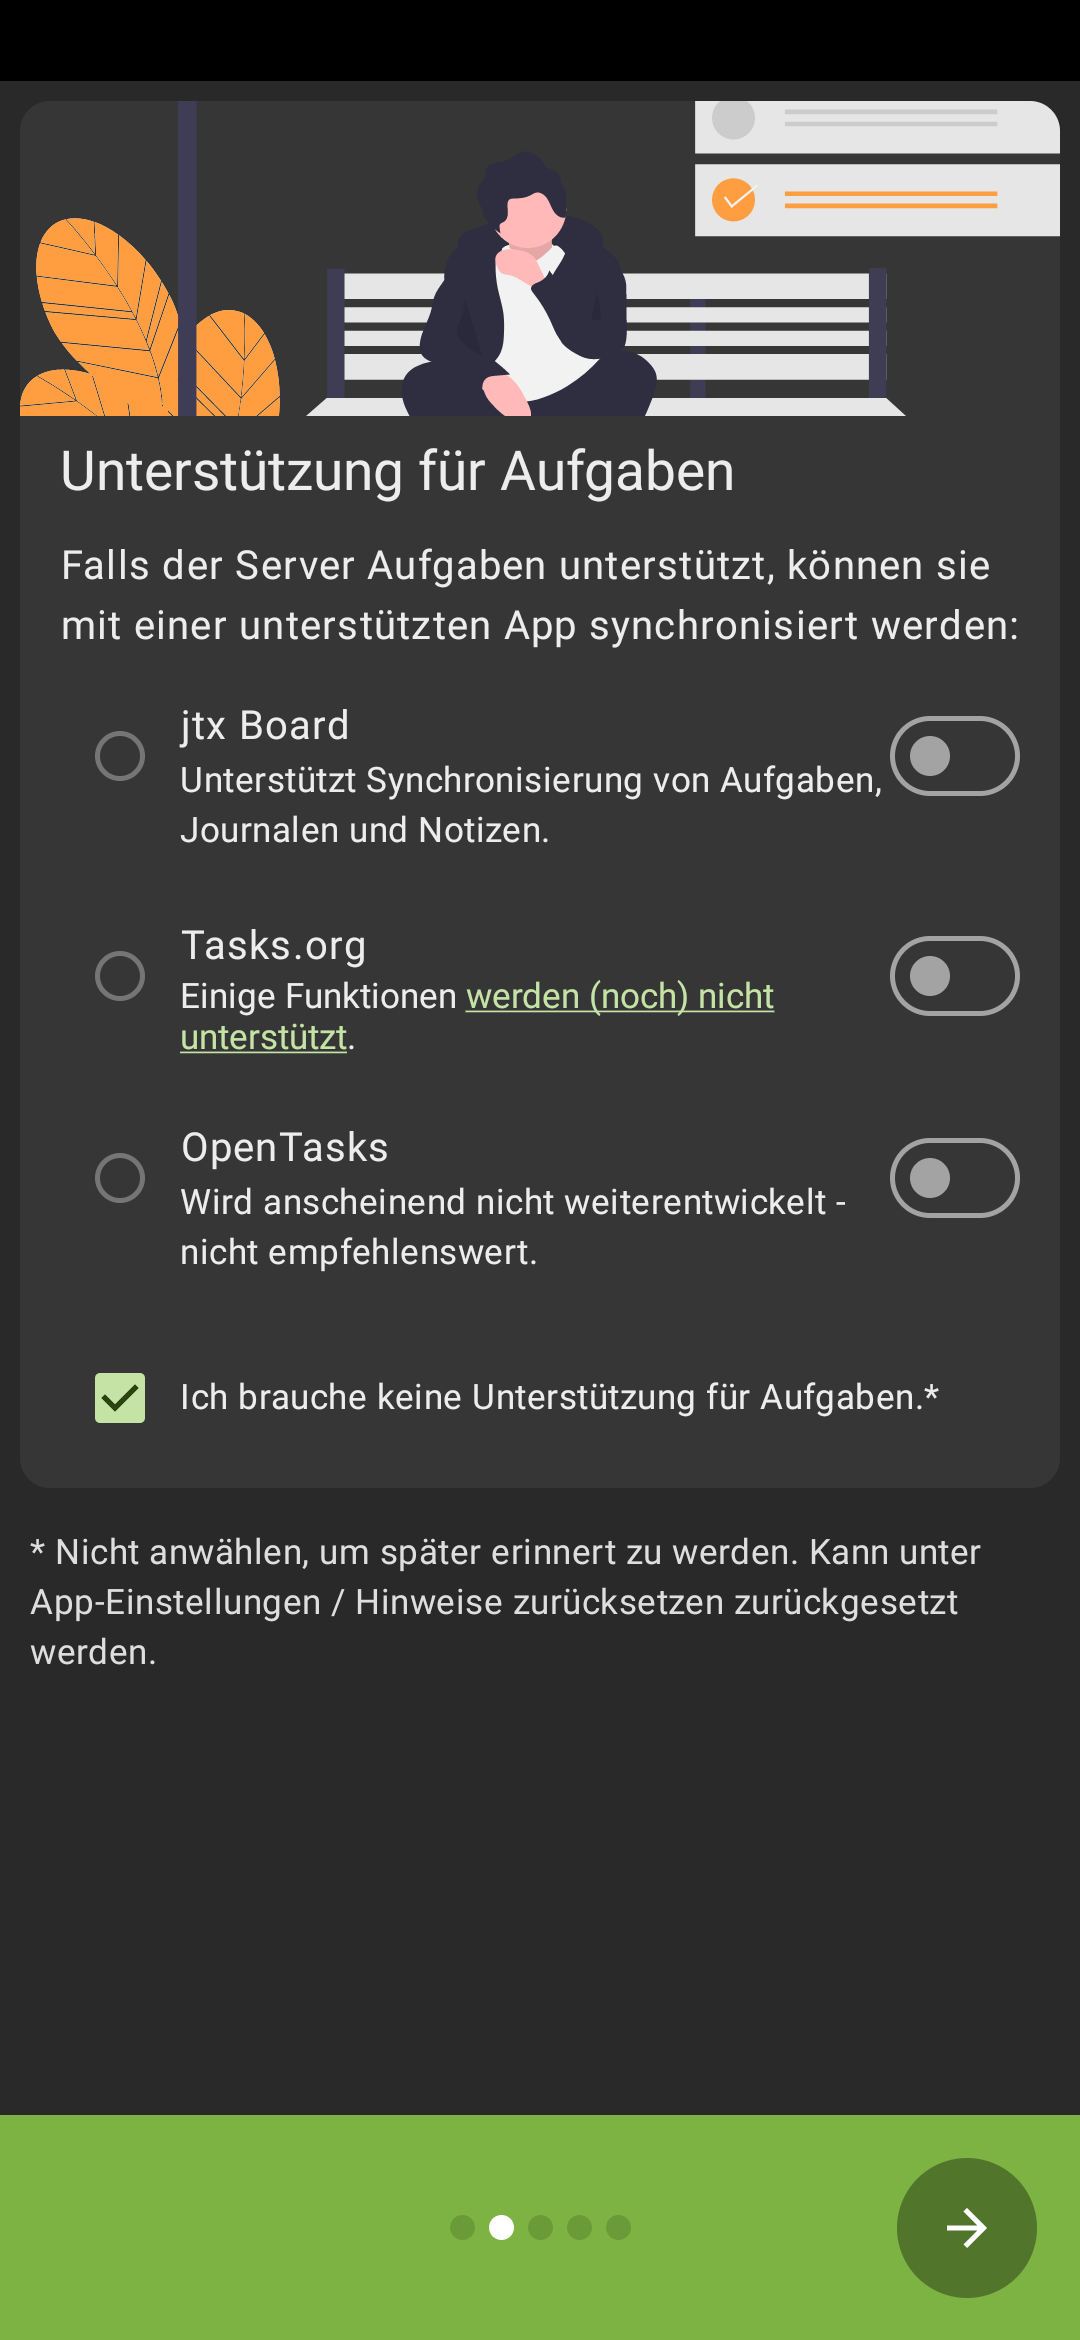 Unterstützung für Aufgaben
Falls der Server Aufgaben unterstützt, können sie
mit einer unterstützten App synchronisiert werden:
jtx Board
Unterstützt Synchronisierung von Aufgaben,
Journalen und Notizen.
Tasks.org
Einige Funktionen werden (noch) nicht
unterstützt.
OpenTasks
Wird anscheinend nicht weiterentwickelt -
nicht empfehlenswert.
Ich brauche keine Unterstützung für Aufgaben.*
* Nicht anwählen, um später erinnert zu werden. Kann unter
App-Einstellungen / Hinweise zurücksetzen zurückgesetzt
werden.